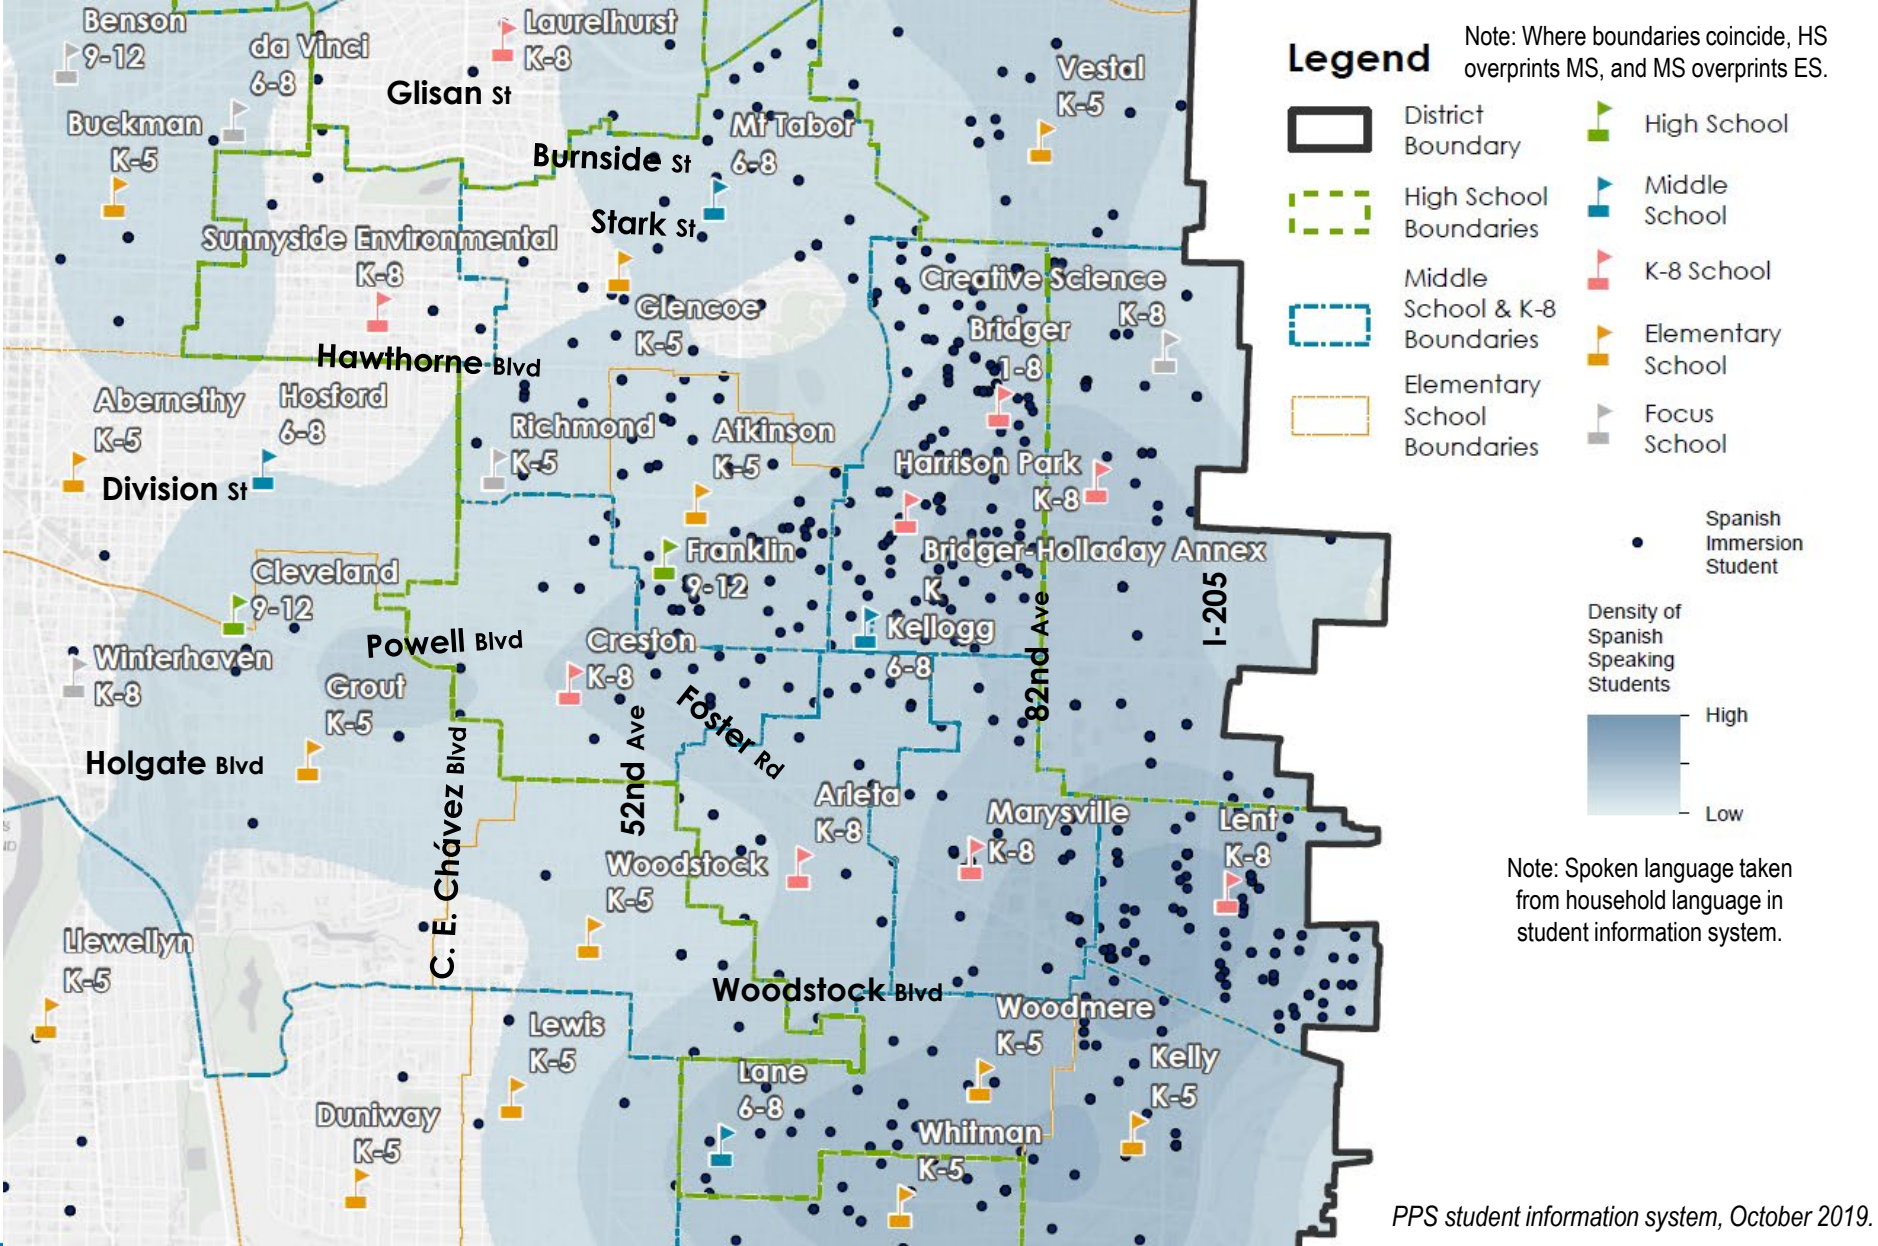 Benson
9-12
da Vinci
6-8
Laurelhurst
K-8
Glisan St
Vestal
K-5
Buckman
K-5
Mt Tabor
6-8
Burnside St
Stark St
Sunnyside Environmental
K-8
Glencoe
K-5
Creative Science
K-8
Bridger
1-8
Hawthorne Blvd
Abernethy
K-5
Hosford
6-8
Richmond
K-5
Atkinson
K-5
Harrison Park
K-8
Division St
Franklin
9-12
Bridger-Holladay Annex
K
Cleveland
9-12
I-205
82nd Ave
Kellogg
6-8
Powell Blvd
Creston
K-8
Winterhaven
K-8
Grout
K-5
Foster Rd
52nd Ave
Holgate Blvd
C. E. Chávez Blvd
Arleta
K-8
Marysville
K-8
Lent
K-8
Woodstock
K-5
Llewellyn
K-5
Woodstock Blvd
Woodmere
K-5
Lewis
K-5
Kelly
K-5
Lane
6-8
Duniway
K-5
Whitman
K-5
Legend
Note: Where boundaries coincide, HS
overprints MS, and MS overprints ES.
District
Boundary
High School
Boundaries
Middle
School & K-8
Boundaries
Elementary
School
Boundaries
High School
Middle
School
K-8 School
Elementary
School
Focus
School
Spanish
Immersion
Student
Density of
Spanish
Speaking
Students
High
Low
Note: Spoken language taken
from household language in
student information system.
PPS student information system, October 2019.